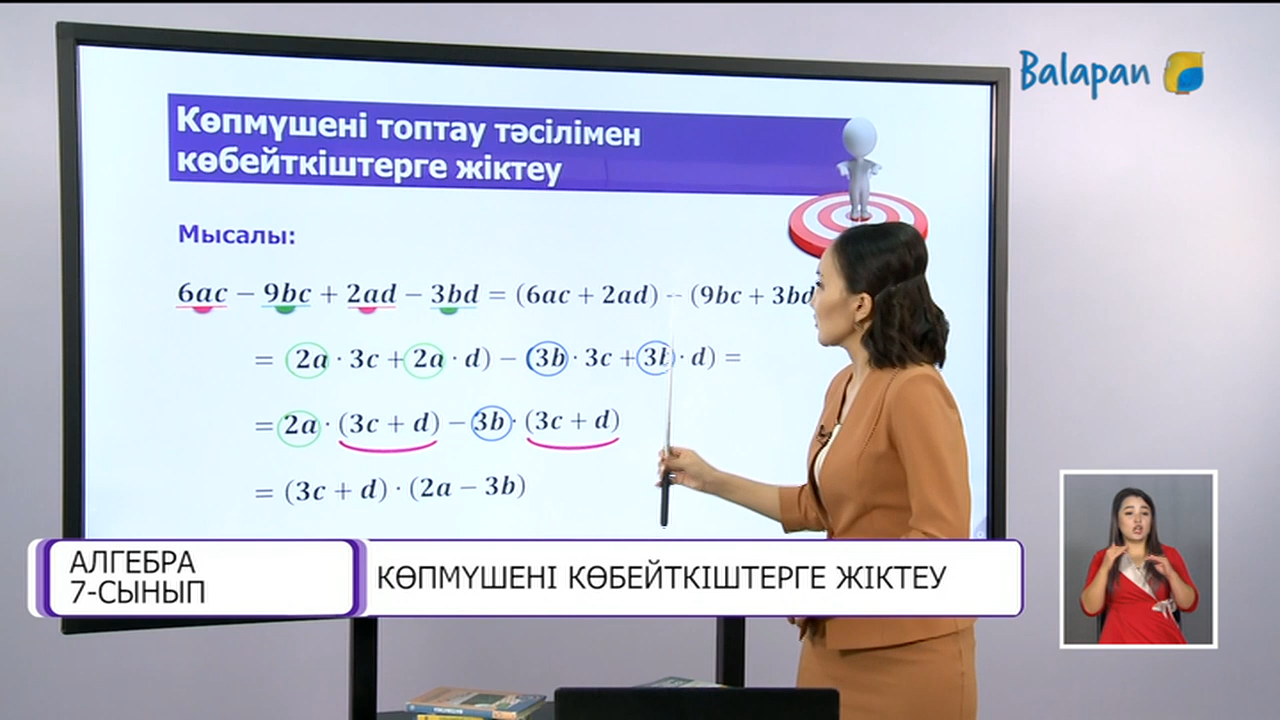 Balapan
Көпмүшені топтау тәсілімен
көбейткіштерге жіктеу
Мысалы:
6ac − 9bc + 2ad − 3bd = (6ac + 2ad) − (9bc + 3bd
= 2a · 3c + 2a · d) − (3b · 3c + 3b · d) =
= 2a · (3c + d) − 3b · (3c + d)
= (3c + d) · (2a − 3b)
АЛГЕБРА
7-СЫНЫП
КӨПМҮШЕНІ КӨБЕЙТКІШТЕРГЕ ЖІКТЕУ